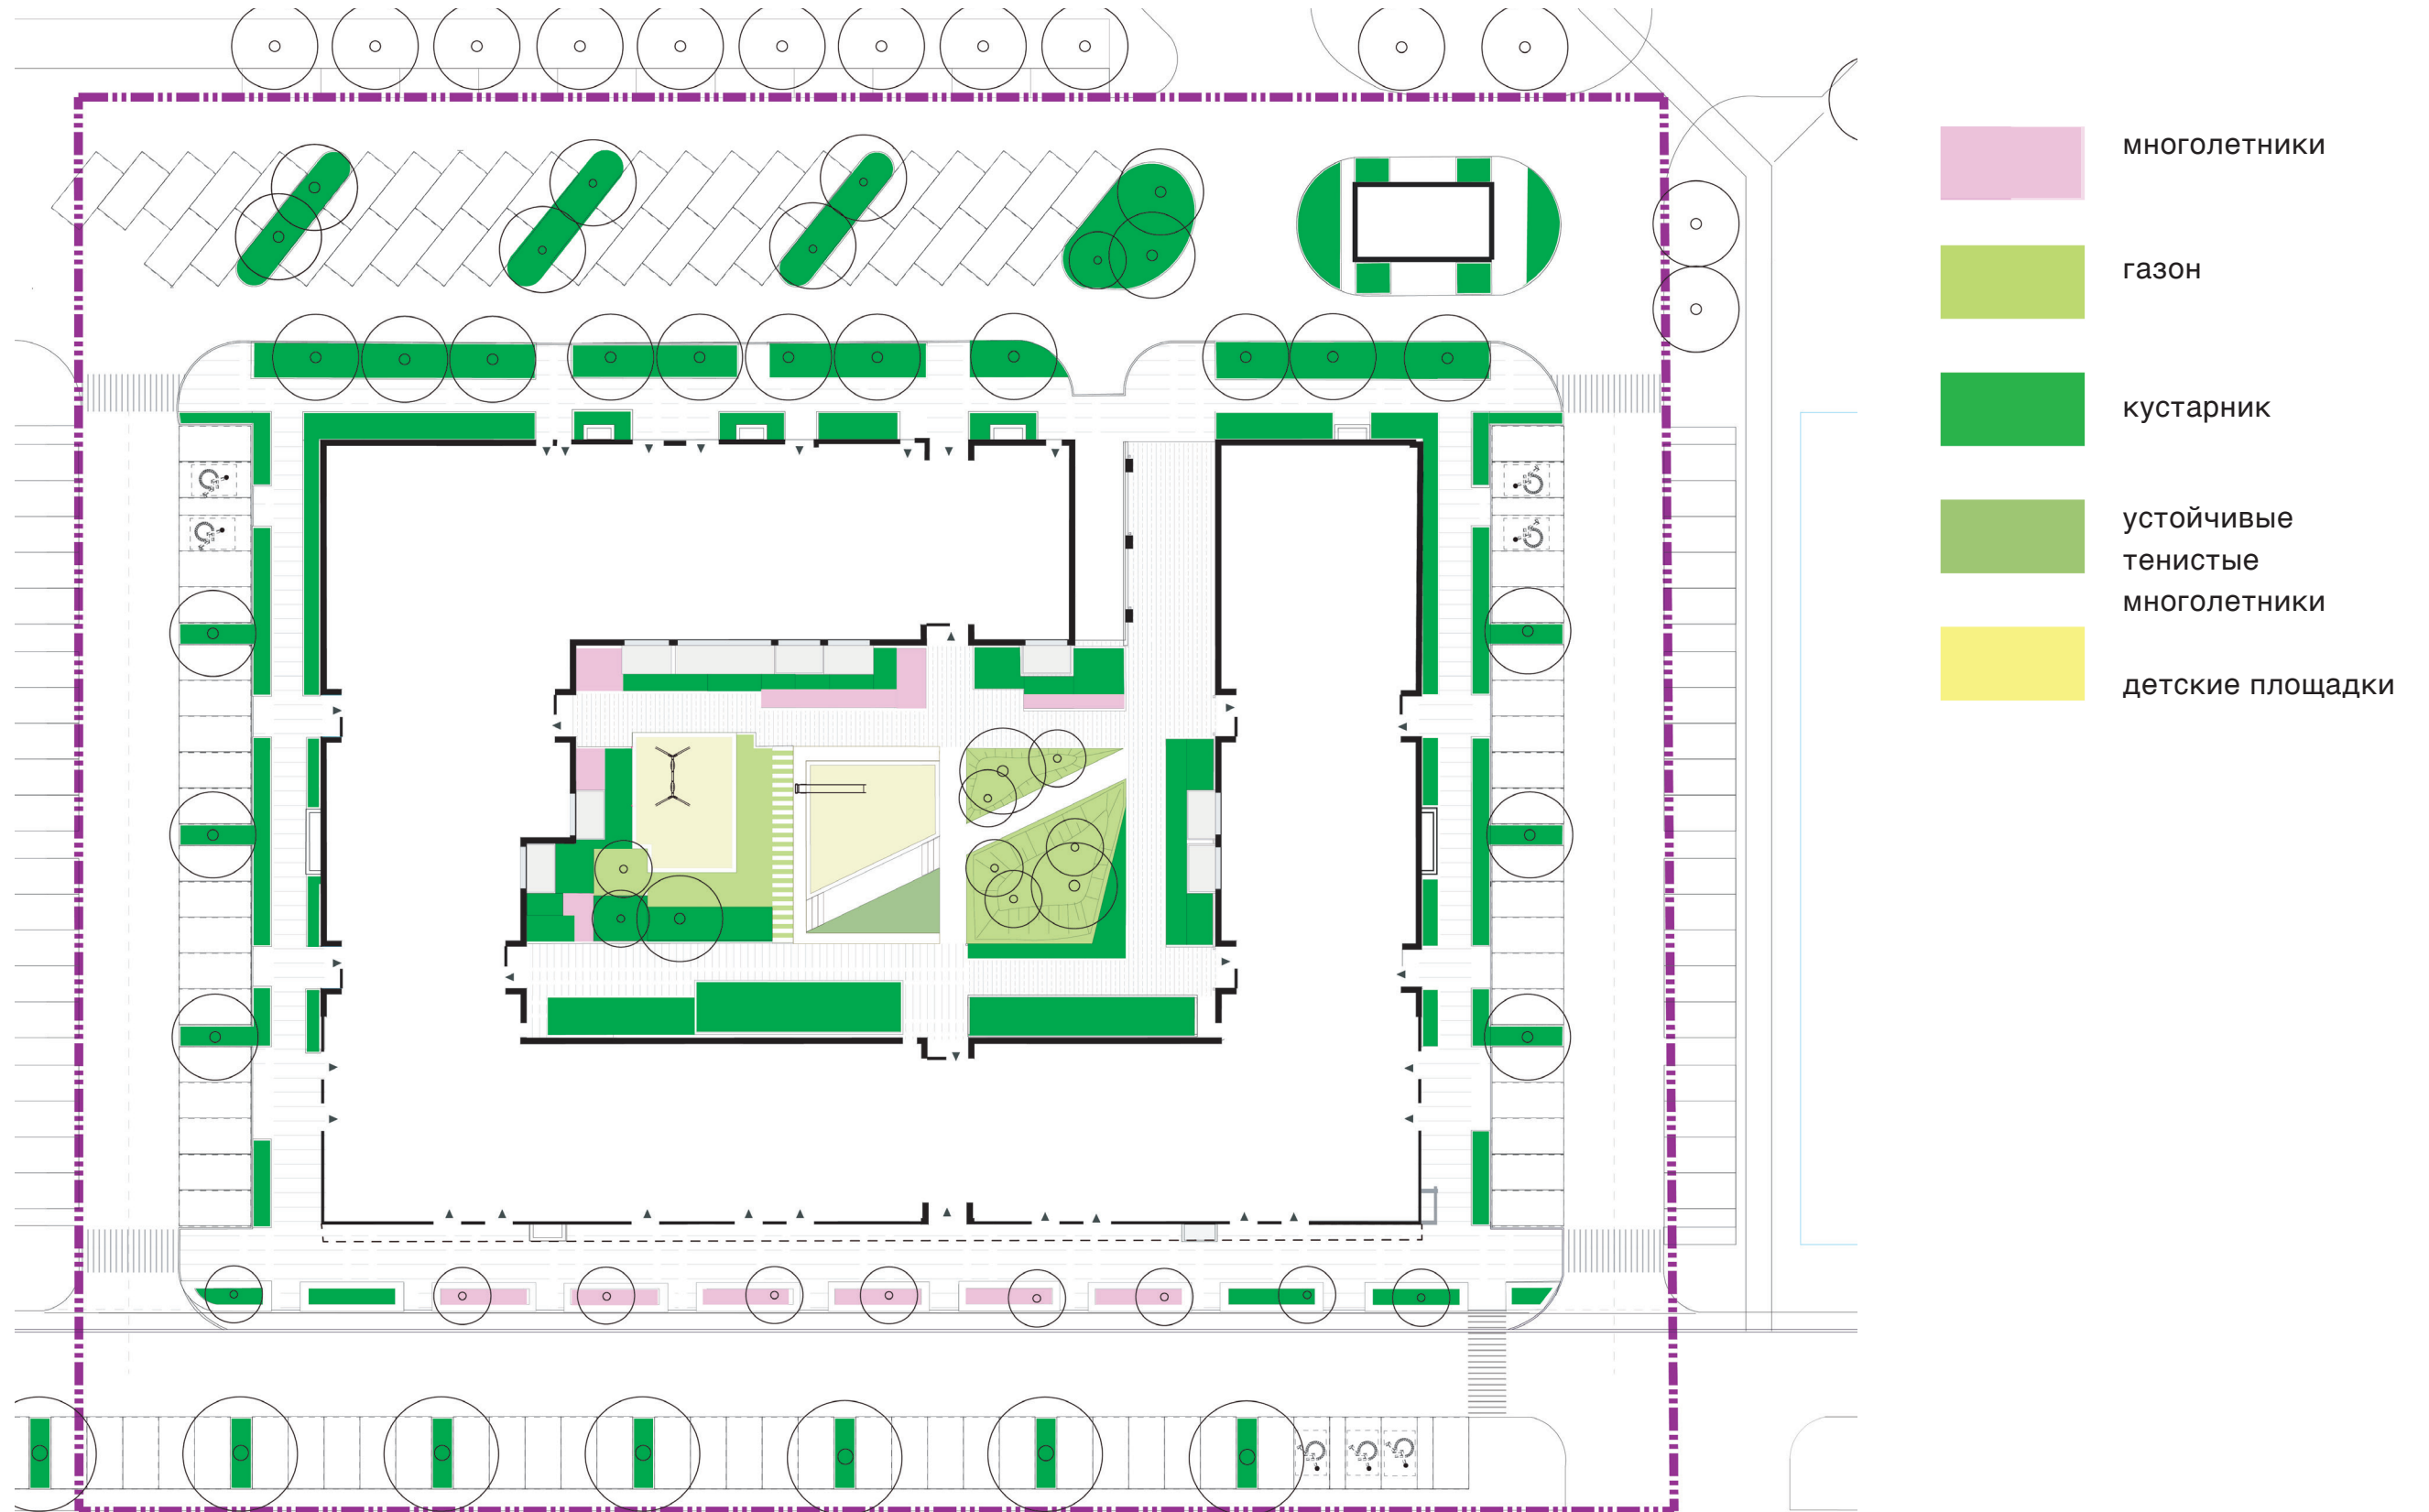 многолетники
газон
кустарник
устойчивые
тенистые
многолетники
детские площадки